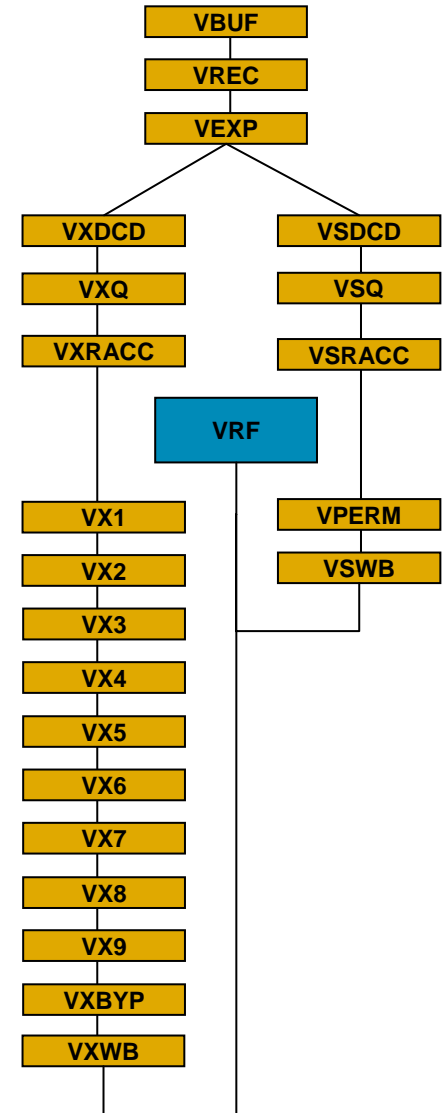 VBUF
VREC
VEXP
VXDCD
VSDCD
VXQ
VSQ
VXRACC
VSRACC
VRF
VX1
VPERM
VX2
VSWB
VX3
VX4
VX5
VX6
VX7
VX8
VX9
VXBYP
VXWB